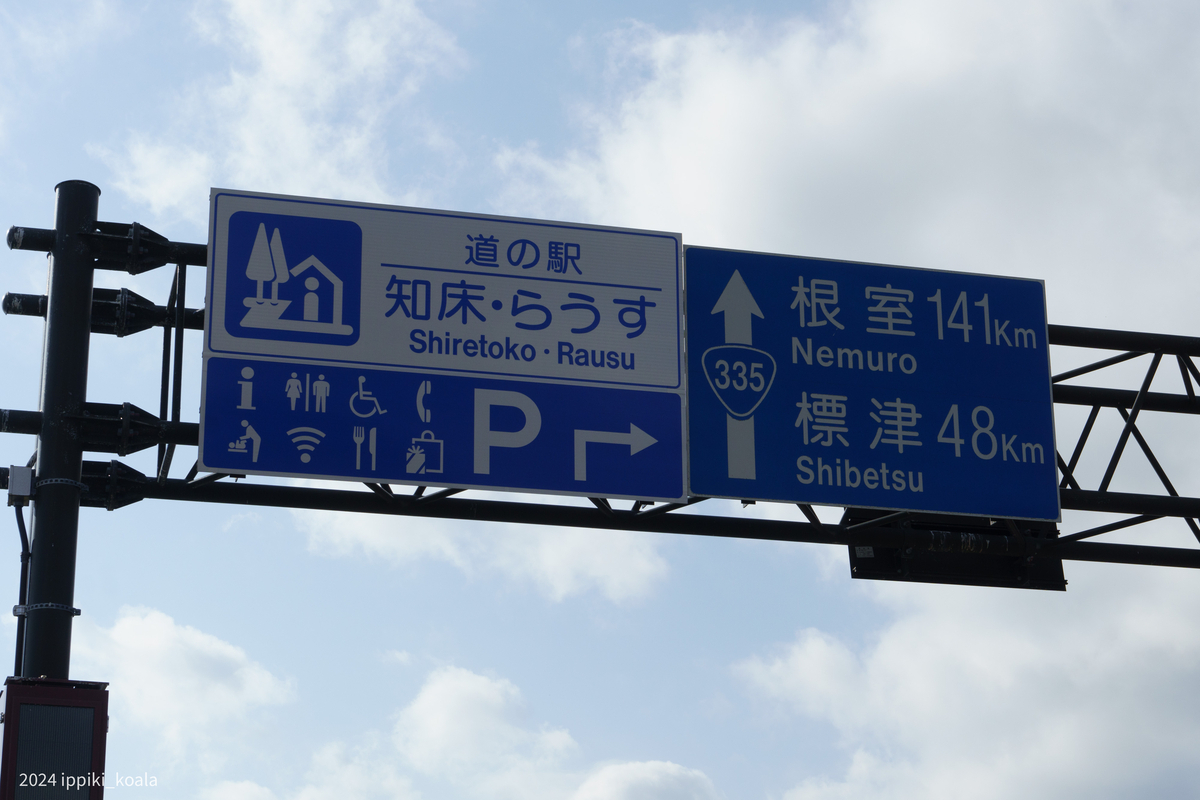 道の駅
知床・らうす
Shiretoko・Rausu
P
335
根室 141Km
Nemuro
標津 48Km
Shibetsu
2024 ippiki_koala